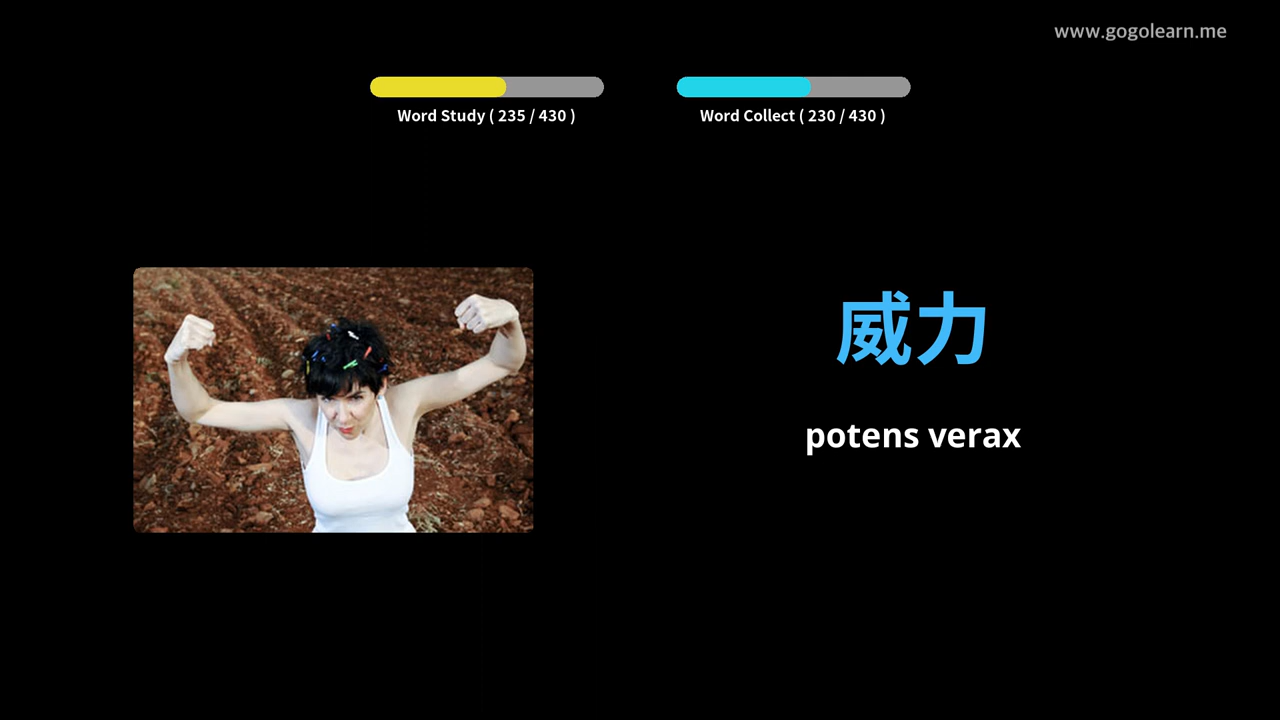 www.gogolearn.me
Word Study ( 235 / 430 )
Word Collect ( 230 / 430 )
威力
potens verax